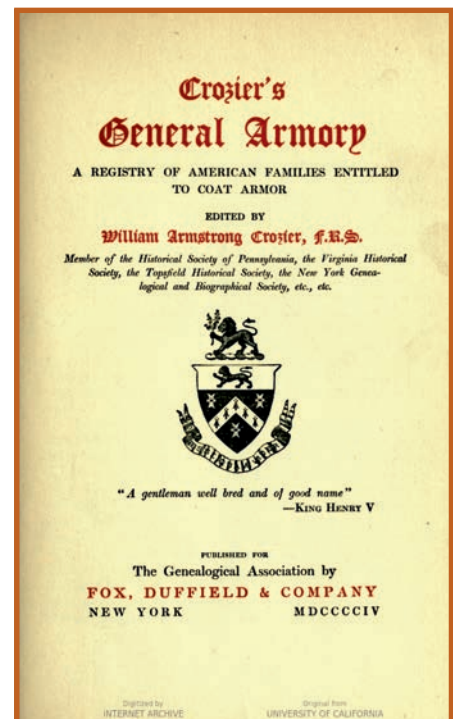 Crozier's
General Armory
A REGISTRY OF AMERICAN FAMILIES ENTITLED
TO COAT ARMOR
EDITED BY
William Armstrong Crozier, F.R.S.
Member of the Historical Society of Pennsylvania, the Virginia Historical
Society, the Topsfield Historical Society, the New York Genea-
logical and Biographical Society, etc., etc.
"A gentleman well bred and of good name"
—KING HENRY V
PUBLISHED FOR
The Genealogical Association by
FOX, DUFFIELD & COMPANY
NEW YORK MDCCCCIV
Digitized by
INTERNET ARCHIVE
Original from
UNIVERSITY OF CALIFORNIA